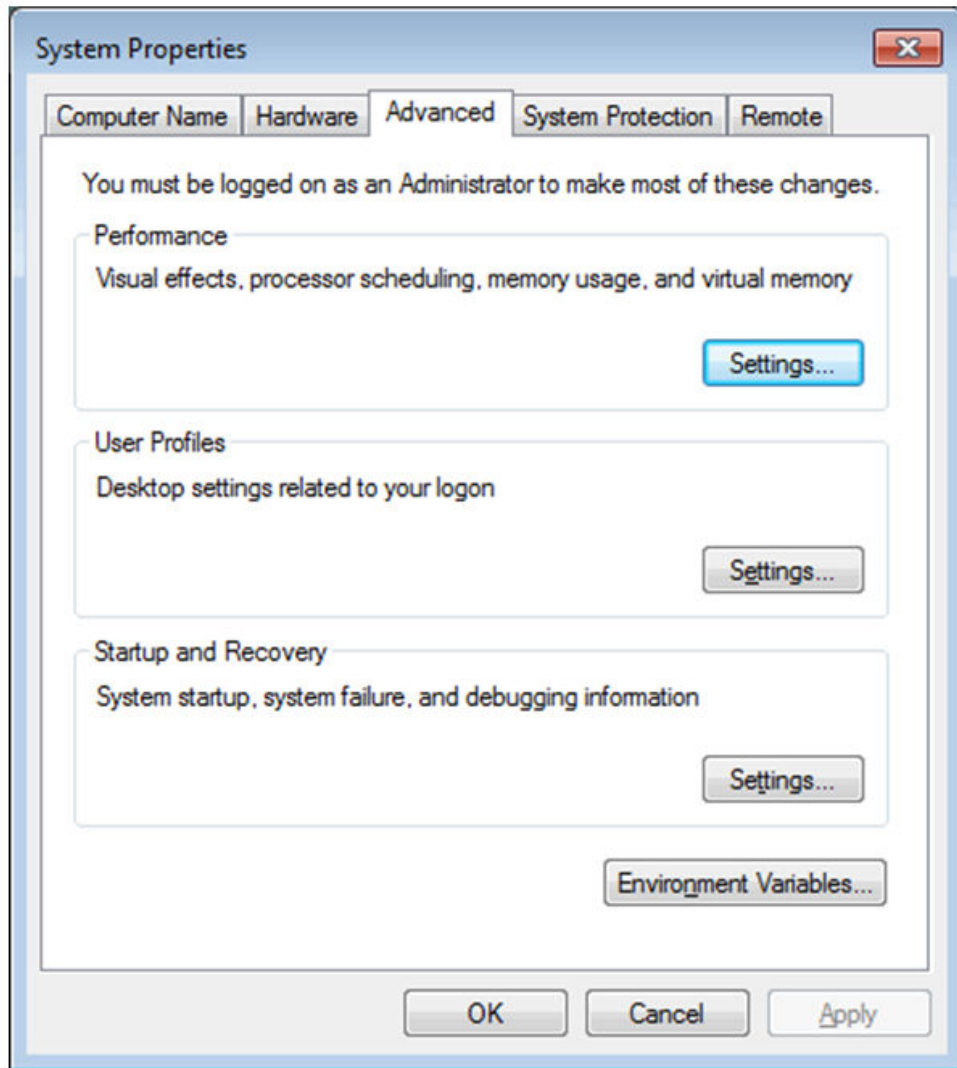 System Properties
Computer Name Hardware Advanced System Protection Remote
You must be logged on as an Administrator to make most of these changes.
Performance
Visual effects, processor scheduling, memory usage, and virtual memory
Settings...
User Profiles
Desktop settings related to your logon
Settings...
Startup and Recovery
System startup, system failure, and debugging information
Settings...
Environment Variables...
OK Cancel Apply